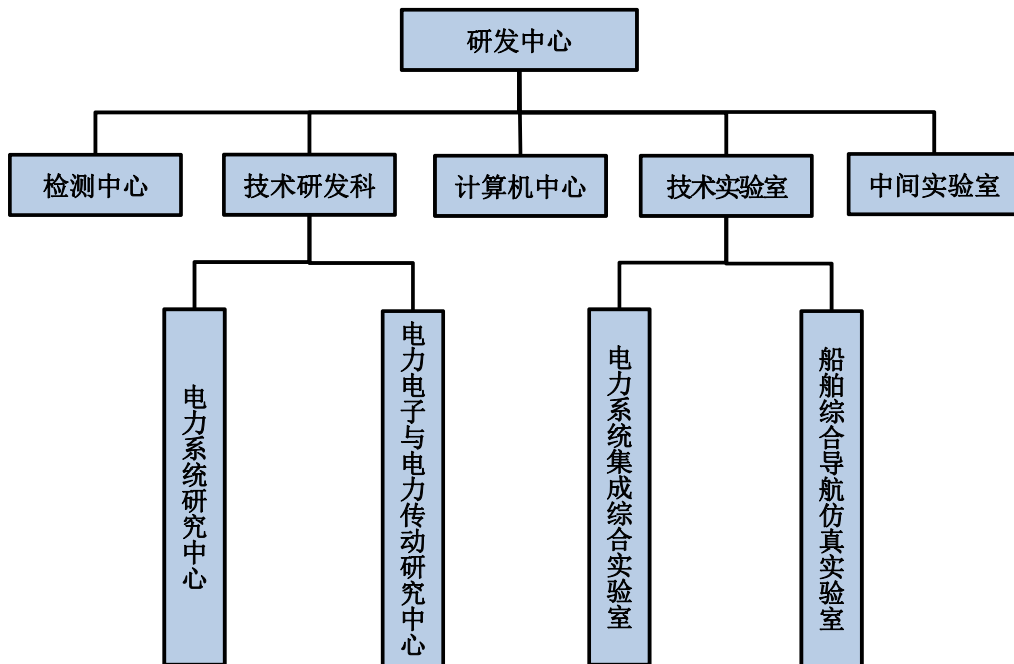 研发中心
检测中心
技术研发科
计算机中心
技术实验室
中间实验室
电力系统研究中心
电力电子与电力传动研究中心
电力系统集成综合实验室
船舶综合导航仿真实验室